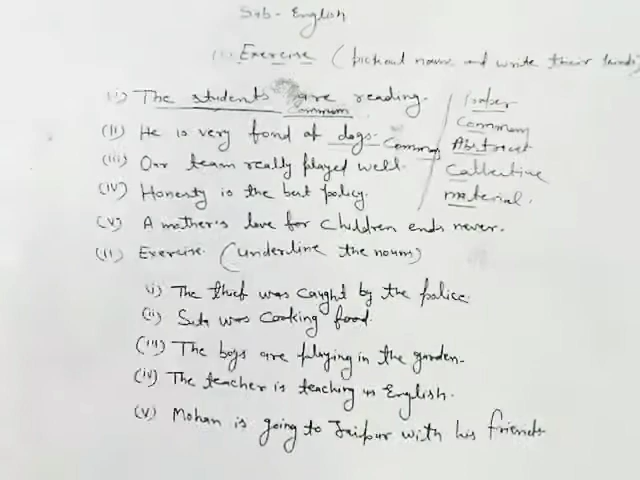 Sub - English
(i) Exercise (pickout nouns and write their kinds)
(i) The students are reading.
Common
(ii) He is very fond of dogs. Common
(iii) Our team really played well.
(iv) Honesty is the best policy.
Proper
Common
Abstract
Collective
material.
(v) A mother's love for children ends never.
(ii) Exercise. (underline the nouns)
(i) The thief was caught by the police.
(ii) Sita was cooking food.
(iii) The boys are playing in the garden.
(iv) The teacher is teaching us English.
(v) Mohan is going to Jaipur with his friends